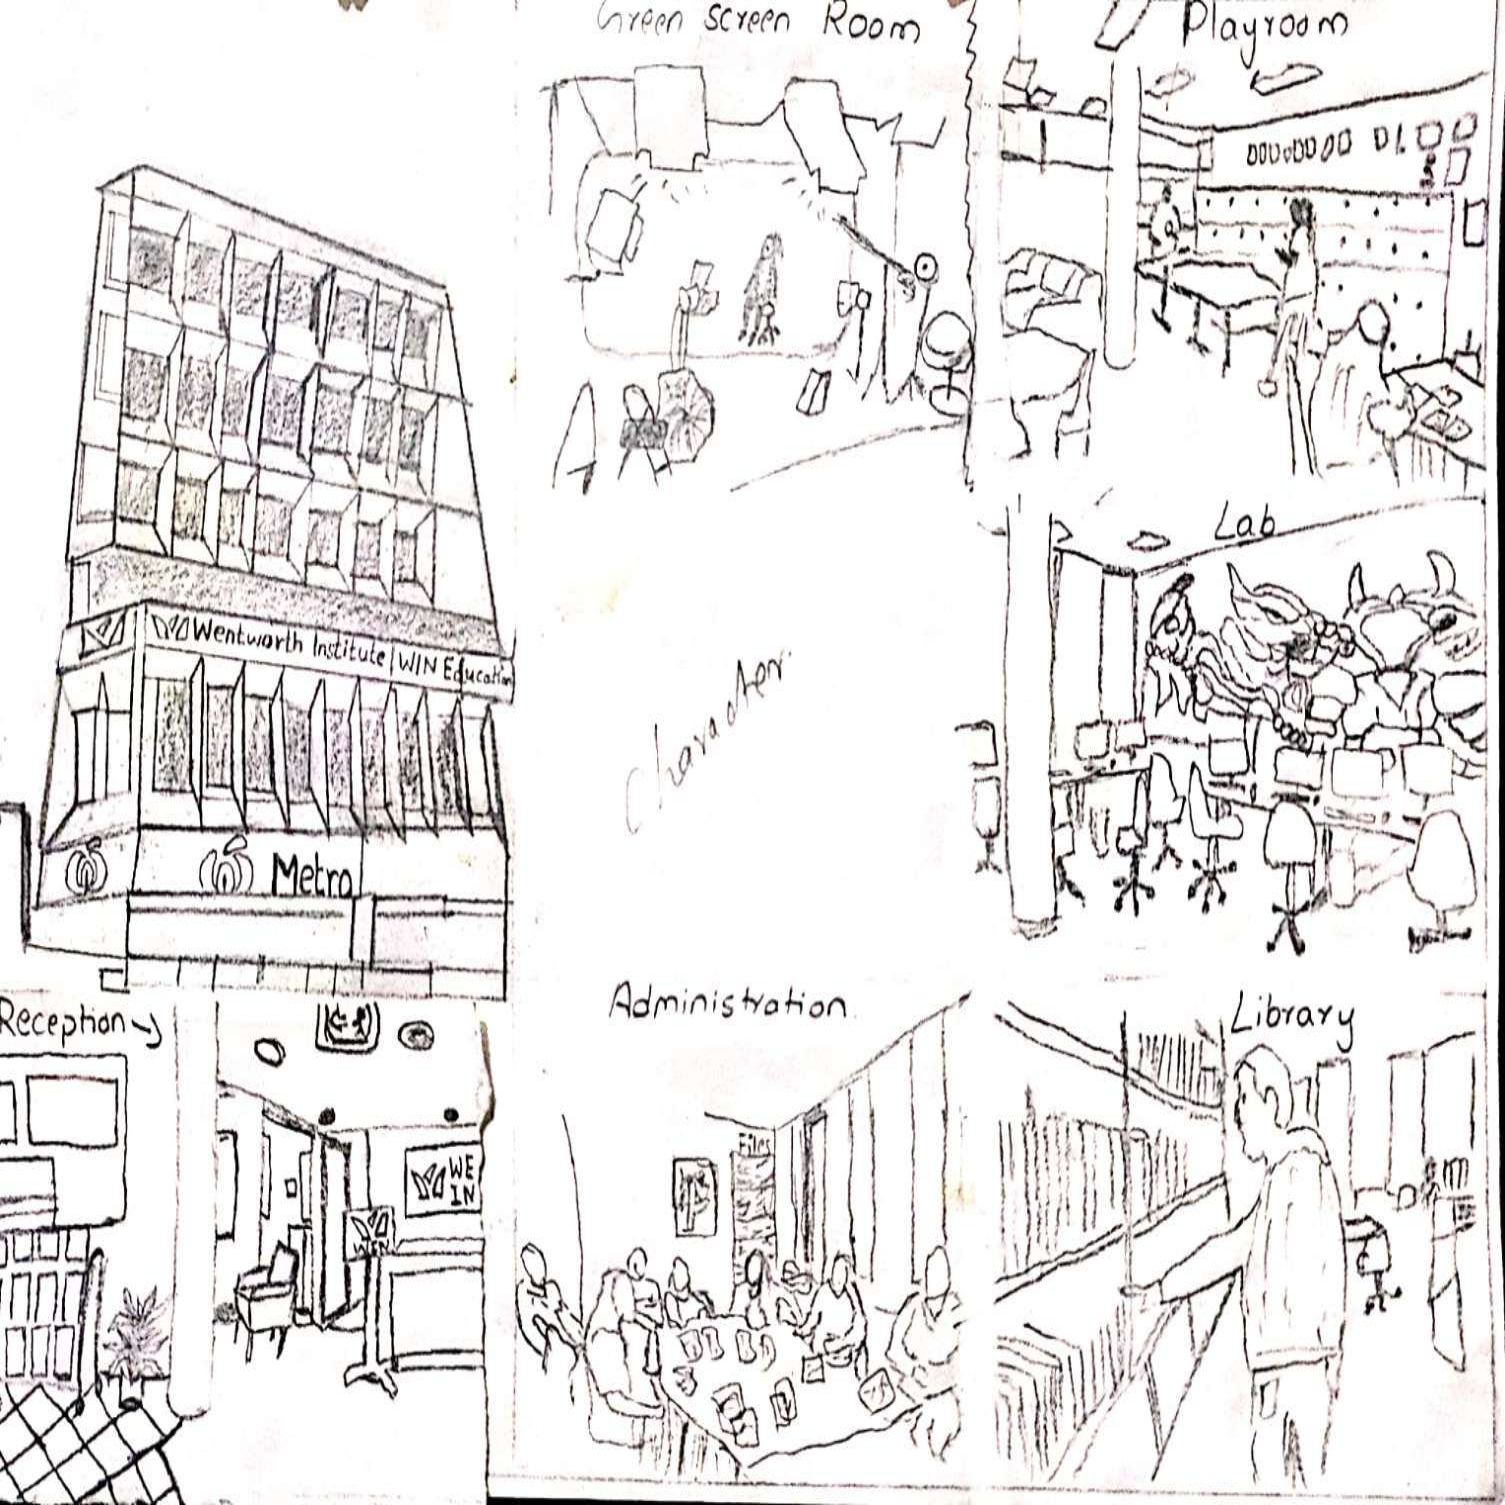 Green Screen Room
Playroom
Lab
Wentworth Institute | WIN Education
Metro
Character.
Reception
Administration.
Library
WE
IN
WIN
Files